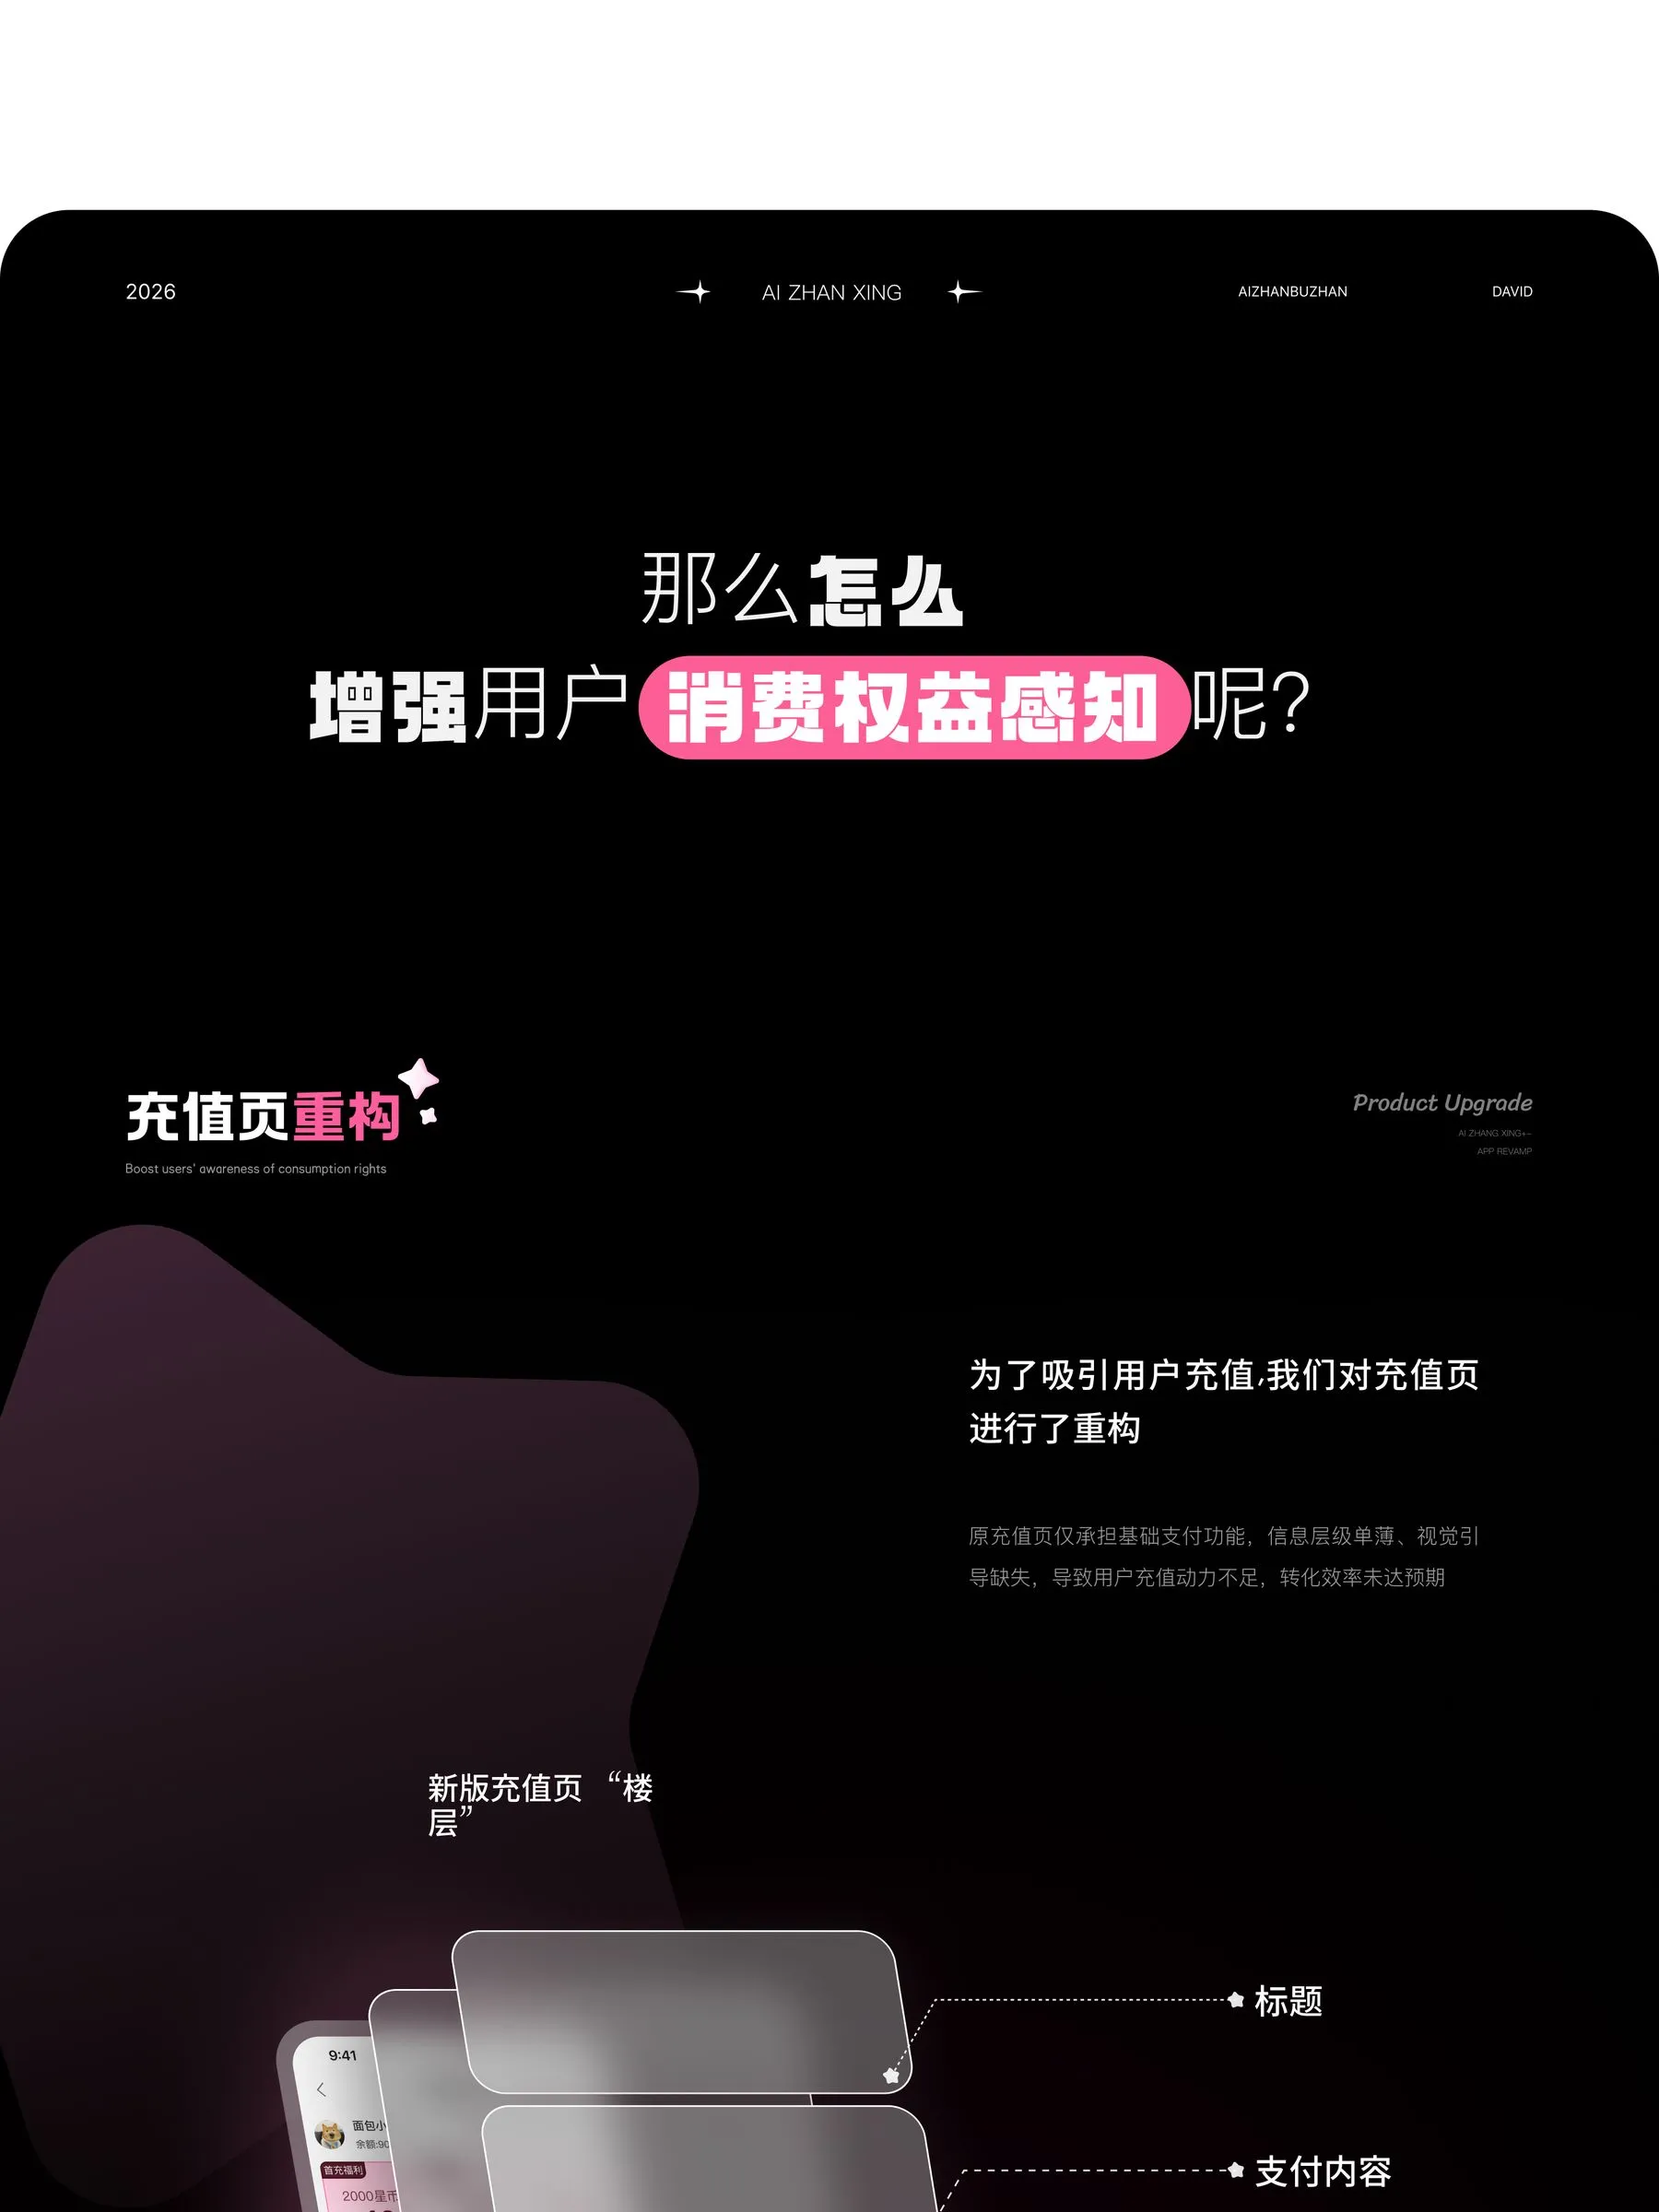 2026
AI ZHAN XING
AIZHANBUZHAN
DAVID
那么怎么
增强用户消费权益感知呢?
充值页重构
Boost users' awareness of consumption rights
Product Upgrade
AI ZHANG XING+-
APP REVAMP
为了吸引用户充值,我们对充值页
进行了重构
原充值页仅承担基础支付功能，信息层级单薄、视觉引
导缺失，导致用户充值动力不足，转化效率未达预期
新版充值页 “楼
层”
标题
9:41
面包小
余额:90
首充福利
2000星币
支付内容